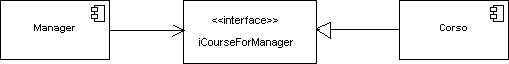 Manager
<<interface>>
iCourseForManager
Corso